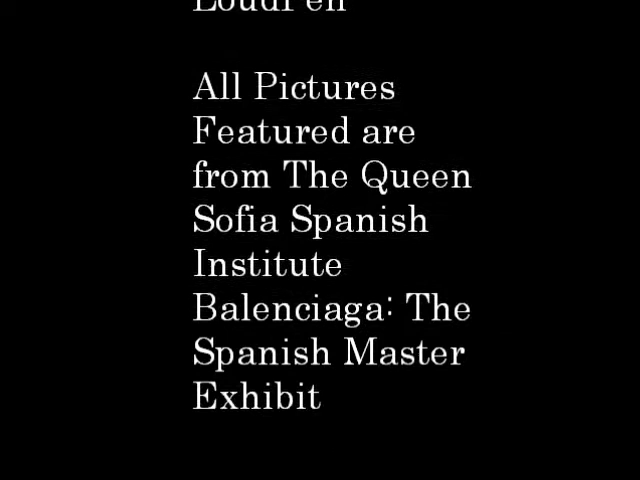 All Pictures
Featured are
from The Queen
Sofia Spanish
Institute
Balenciaga: The
Spanish Master
Exhibit